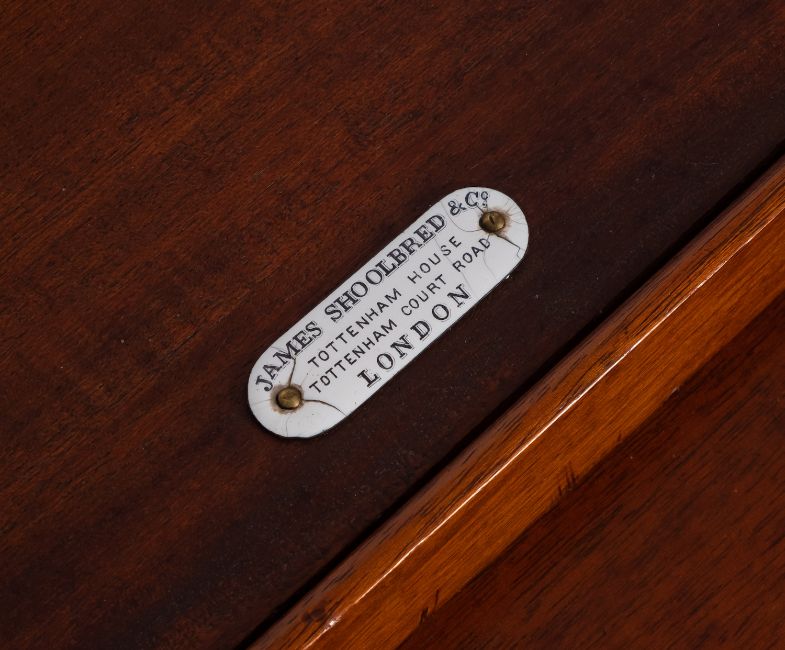 JAMES SHOOLBRED & Co.
TOTTENHAM HOUSE
TOTTENHAM COURT ROAD
LONDON